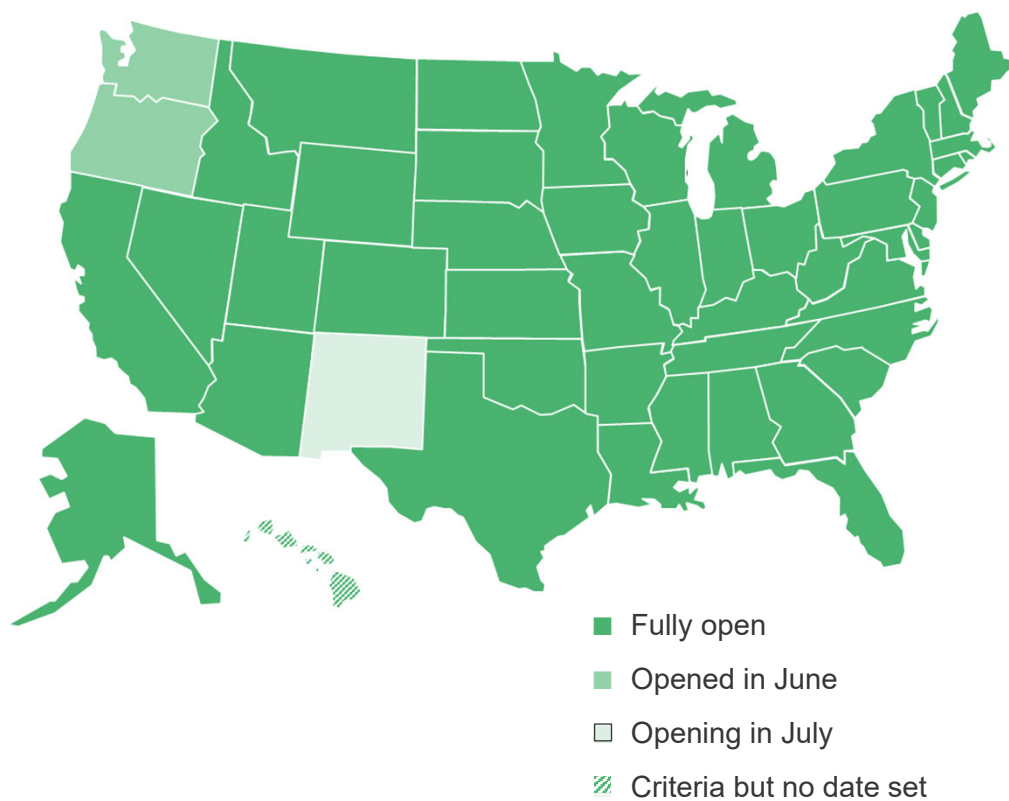 Fully open
Opened in June
Opening in July
Criteria but no date set